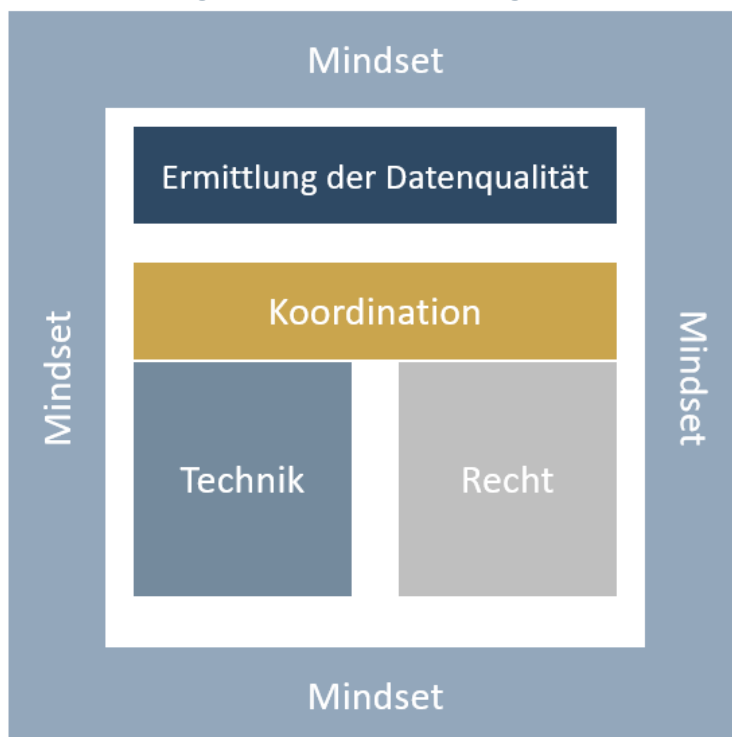 Mindset
Ermittlung der Datenqualität
Koordination
Mindset
Mindset
Technik
Recht
Mindset